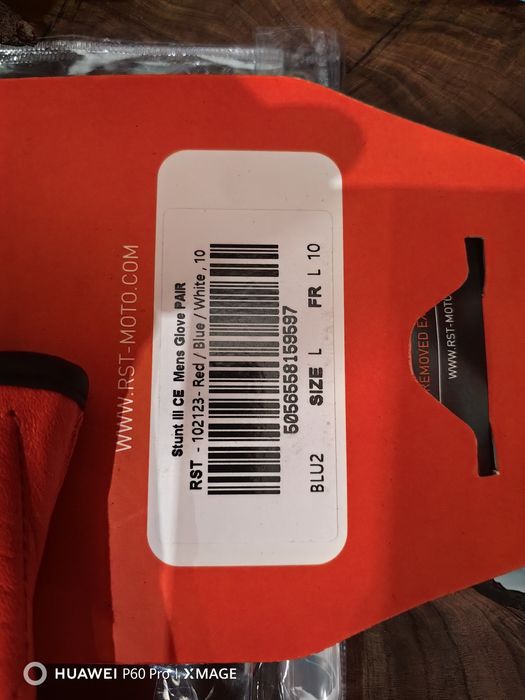 WWW.RST-MOTO.COM
Stunt III CE Mens Glove PAIR
RST - 102123 - Red / Blue / White , 10
5056558159597
BLU2 SIZE L FR L 10
REMOVED
WWW.RST-MOTO
HUAWEI P60 Pro | XMAGE